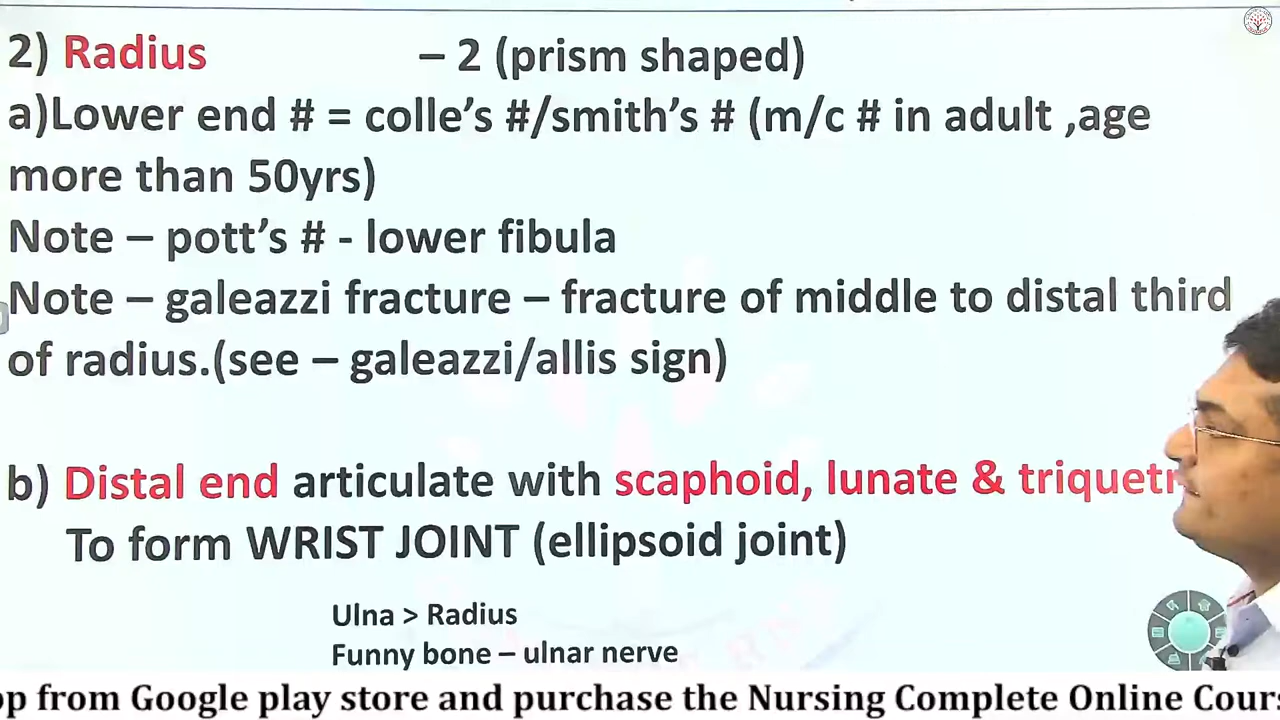 2) Radius – 2 (prism shaped)
a)Lower end # = colle’s #/smith’s # (m/c # in adult ,age
more than 50yrs)
Note – pott’s # - lower fibula
Note – galeazzi fracture – fracture of middle to distal third
of radius.(see – galeazzi/allis sign)
b) Distal end articulate with scaphoid, lunate &
To form WRIST JOINT (ellipsoid joint)
Ulna > Radius
Funny bone – ulnar nerve
from Google play store and purchase the Nursing Complete Online